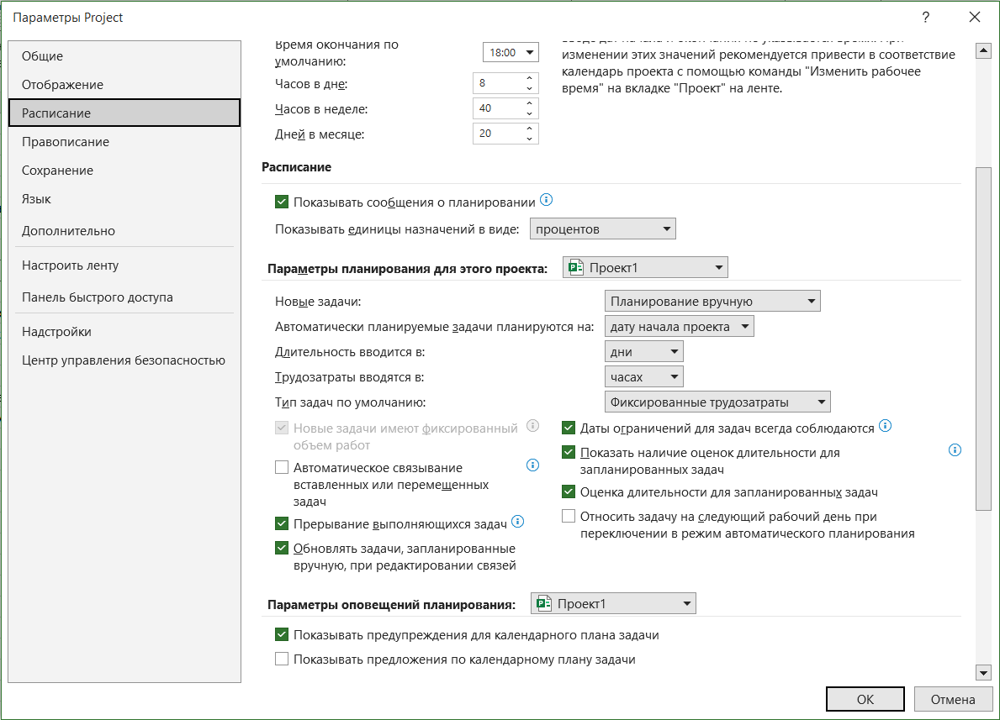 Параметры Project
?
Общие
Отображение
Расписание
Правописание
Сохранение
Язык
Дополнительно
Настроить ленту
Панель быстрого доступа
Надстройки
Центр управления безопасностью
Время окончания по
умолчанию:
18:00
изменении этих значений рекомендуется привести в соответствие
календарь проекта с помощью команды "Изменить рабочее
время" на вкладке "Проект" на ленте.
Часов в дне:
8
Часов в неделе:
40
Дней в месяце:
20
Расписание
Показывать сообщения о планировании
Показывать единицы назначений в виде:
процентов
Параметры планирования для этого проекта:
Проект1
Новые задачи:
Планирование вручную
Автоматически планируемые задачи планируются на:
дату начала проекта
Длительность вводится в:
дни
Трудозатраты вводятся в:
часах
Тип задач по умолчанию:
Фиксированные трудозатраты
Новые задачи имеют фиксированный
объем работ
Автоматическое связывание
вставленных или перемещенных
задач
Прерывание выполняющихся задач
Обновлять задачи, запланированные
вручную, при редактировании связей
Даты ограничений для задач всегда соблюдаются
Показать наличие оценок длительности для
запланированных задач
Оценка длительности для запланированных задач
Относить задачу на следующий рабочий день при
переключении в режим автоматического планирования
Параметры оповещений планирования:
Проект1
Показывать предупреждения для календарного плана задачи
Показывать предложения по календарному плану задачи
ОК
Отмена